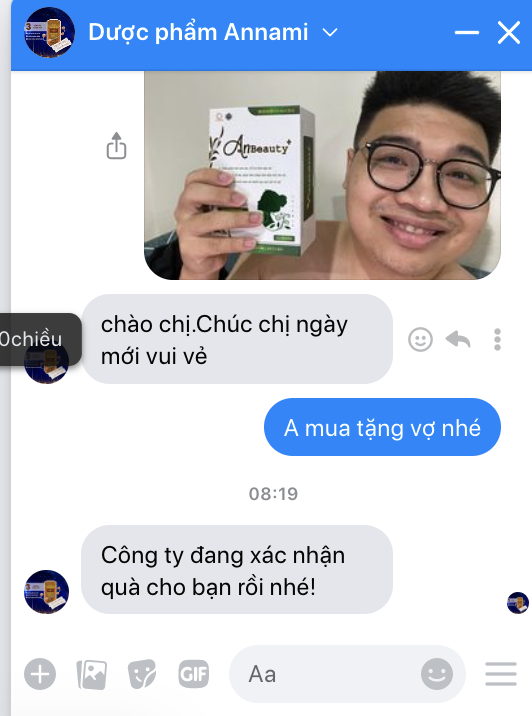 Dược phẩm Annami
AnBeauty+
chào chị.Chúc chị ngày
mới vui vẻ
0chiều
A mua tặng vợ nhé
08:19
Công ty đang xác nhận
quà cho bạn rồi nhé!
GIF
Aa